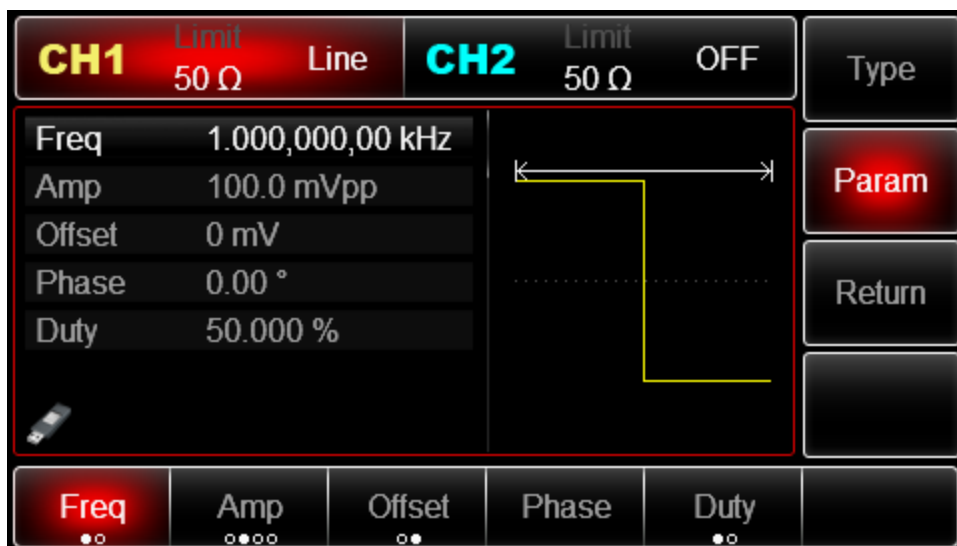 CH1 Limit 50 Ω Line
CH2 Limit 50 Ω OFF
Type
Freq 1.000,000,00 kHz
Amp 100.0 mVpp
Offset 0 mV
Phase 0.00 °
Duty 50.000 %
Param
Return
Freq Amp Offset Phase Duty